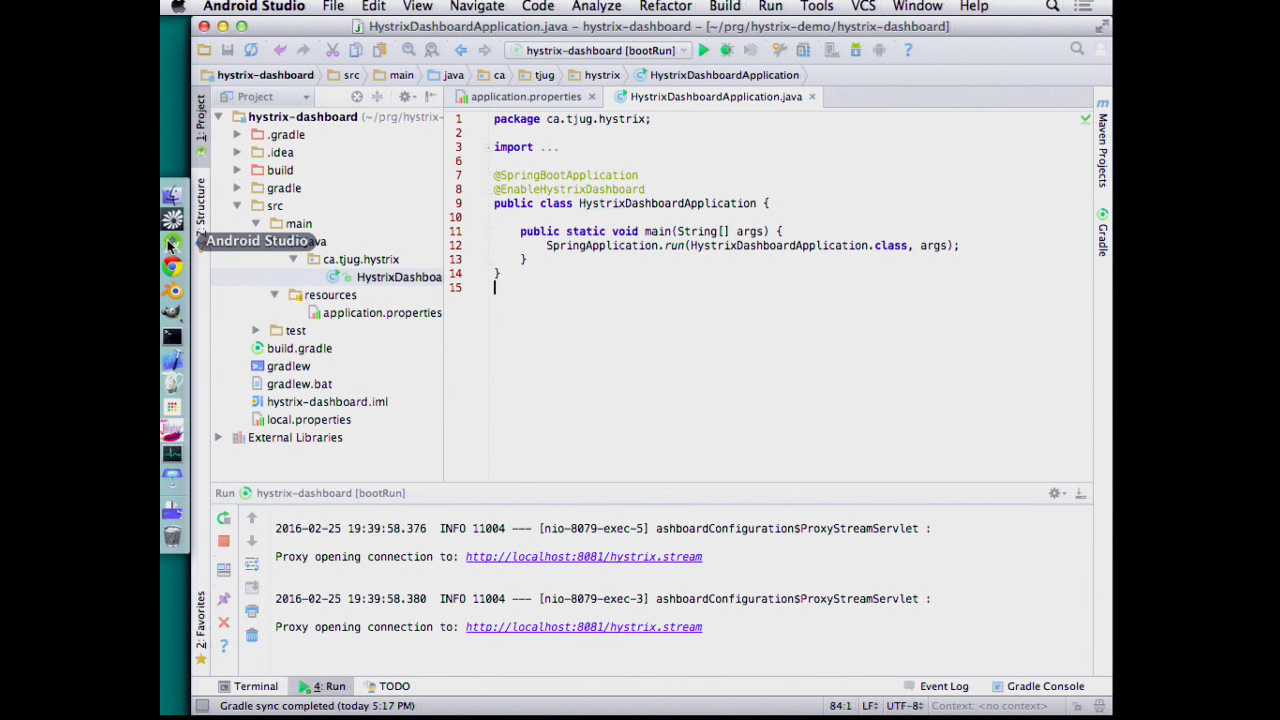 Android Studio File Edit View Navigate Code Analyze Refactor Build Run Tools VCS Window Help
HystrixDashboardApplication.java - hystrix-dashboard - [~/prg/hystrix-demo/hystrix-dashboard]
hystrix-dashboard [bootRun]
hystrix-dashboard src main java ca tjug hystrix HystrixDashboardApplication
1: Project
Project
application.properties
HystrixDashboardApplication.java
hystrix-dashboard (~/prg/hystrix-
.gradle
.idea
build
gradle
src
main
ava
ca.tjug.hystrix
HystrixDashboa
resources
application.properties
test
build.gradle
gradlew
gradlew.bat
hystrix-dashboard.iml
local.properties
External Libraries
Structure
Android Studio
1 package ca.tjug.hystrix;
2
3 import ...
6
7 @SpringBootApplication
8 @EnableHystrixDashboard
9 public class HystrixDashboardApplication {
10
11 public static void main(String[] args) {
12 SpringApplication.run(HystrixDashboardApplication.class, args);
13 }
14 }
15
Maven Projects
Gradle
Run hystrix-dashboard [bootRun]
2016-02-25 19:39:58.376 INFO 11004 --- [nio-8079-exec-5] ashboardConfiguration$ProxyStreamServlet :
Proxy opening connection to: http://localhost:8081/hystrix.stream
2016-02-25 19:39:58.380 INFO 11004 --- [nio-8079-exec-3] ashboardConfiguration$ProxyStreamServlet :
Proxy opening connection to: http://localhost:8081/hystrix.stream
2: Favorites
Terminal 4: Run TODO Event Log Gradle Console
Gradle sync completed (today 5:17 PM) 84:1 LF UTF-8 Context: <no context>